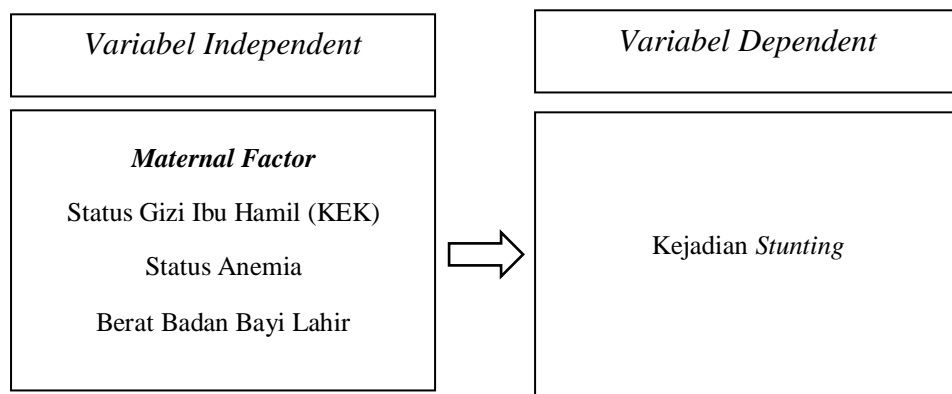 Variabel Independent
Variabel Dependent
Maternal Factor
Status Gizi Ibu Hamil (KEK)
Status Anemia
Berat Badan Bayi Lahir
Kejadian Stunting